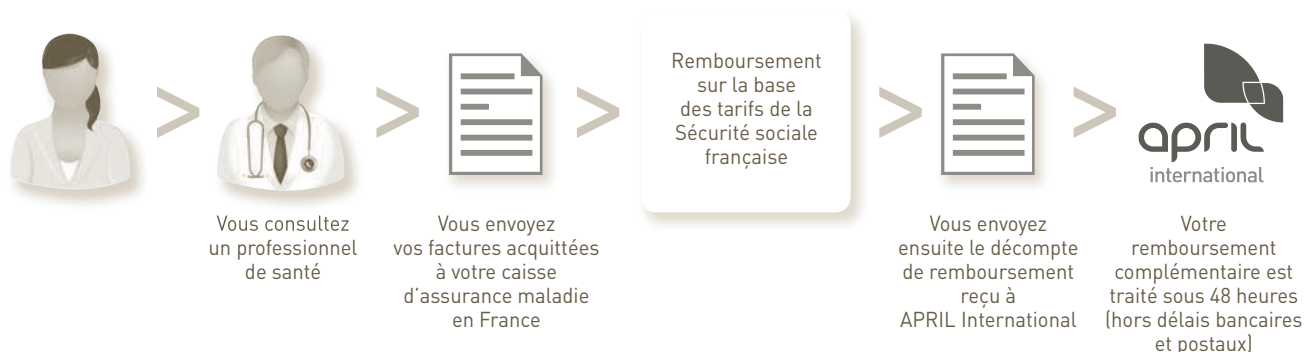 Remboursement
sur la base
des tarifs de la
Sécurité sociale
française
april
international
Vous consultez
un professionnel
de santé
Vous envoyez
vos factures acquittées
à votre caisse
d’assurance maladie
en France
Vous envoyez
ensuite le décompte
de remboursement
reçu à
APRIL International
Votre
remboursement
complémentaire est
traité sous 48 heures
(hors délais bancaires
et postaux)